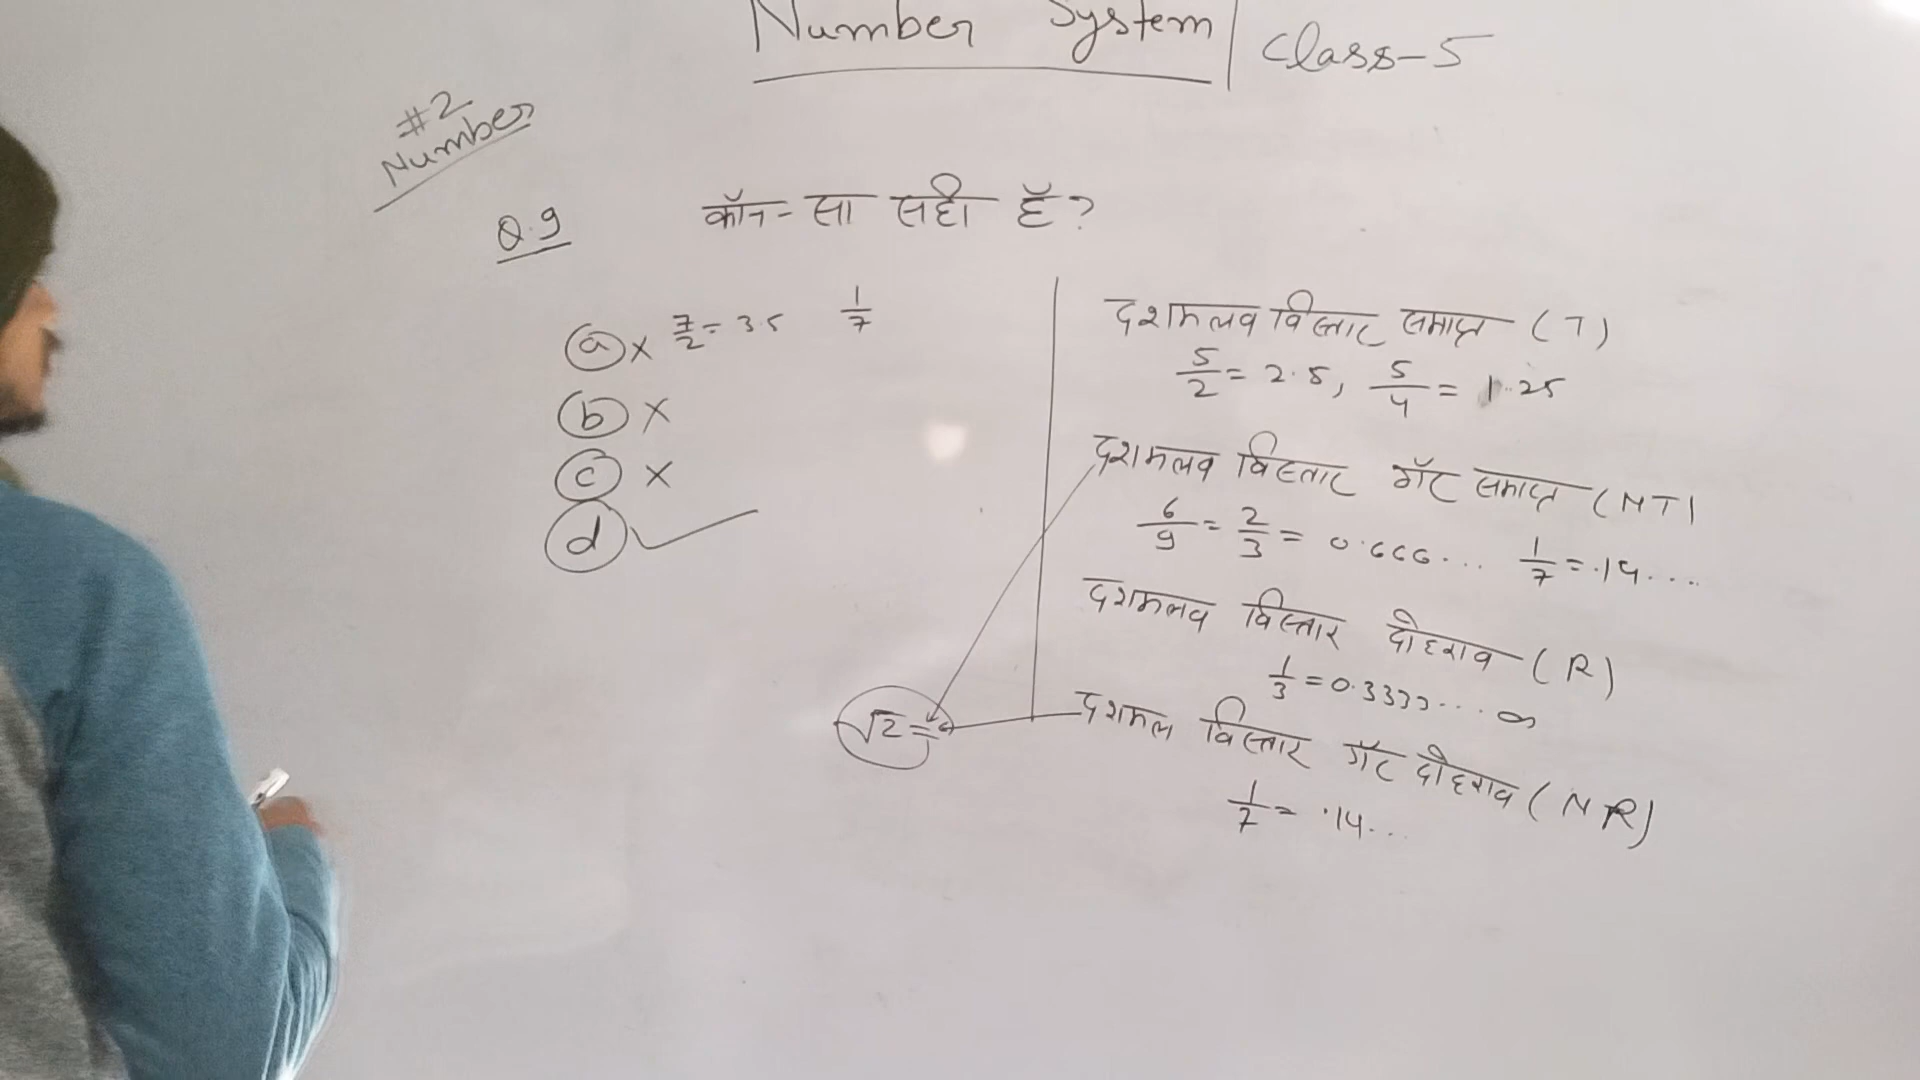 Number System | Class-5
#2
Number
Q.9 कौन-सा सही है?
(a) × 7/2 = 3.5 1/7
(b) ×
(c) ×
(d) ✓
दशमलव विस्तार समाप्त (T)
5/2 = 2.5, 5/4 = 1.25
दशमलव विस्तार गैर समाप्त (NT)
6/9 = 2/3 = 0.666... 1/7 = .14....
दशमलव विस्तार दोहराव (R)
1/3 = 0.3333... ∞
√2 =
दशमल विस्तार गैर दोहराव (NR)
1/7 = .14...